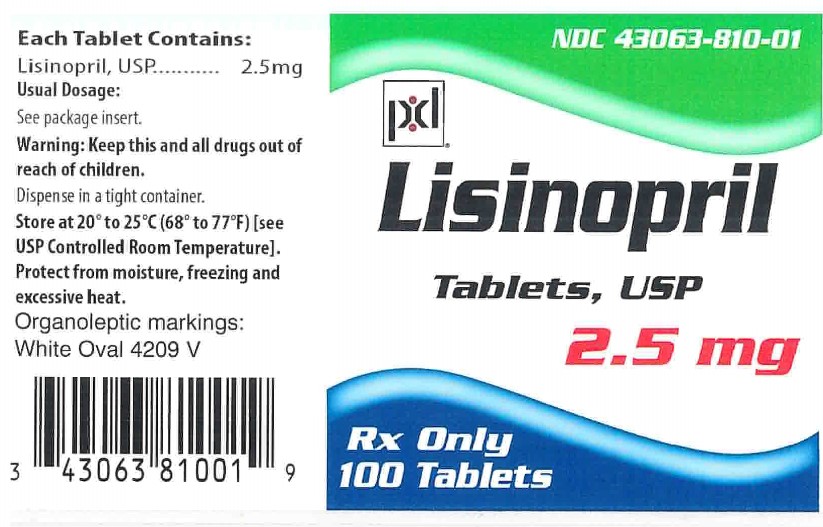 Each Tablet Contains:
Lisinopril, USP........... 2.5mg
Usual Dosage:
See package insert.
Warning: Keep this and all drugs out of
reach of children.
Dispense in a tight container.
Store at 20° to 25°C (68° to 77°F) [see
USP Controlled Room Temperature].
Protect from moisture, freezing and
excessive heat.
Organoleptic markings:
White Oval 4209 V
3 43063 81001 9
NDC 43063-810-01
pd
Lisinopril
Tablets, USP
2.5 mg
Rx Only
100 Tablets